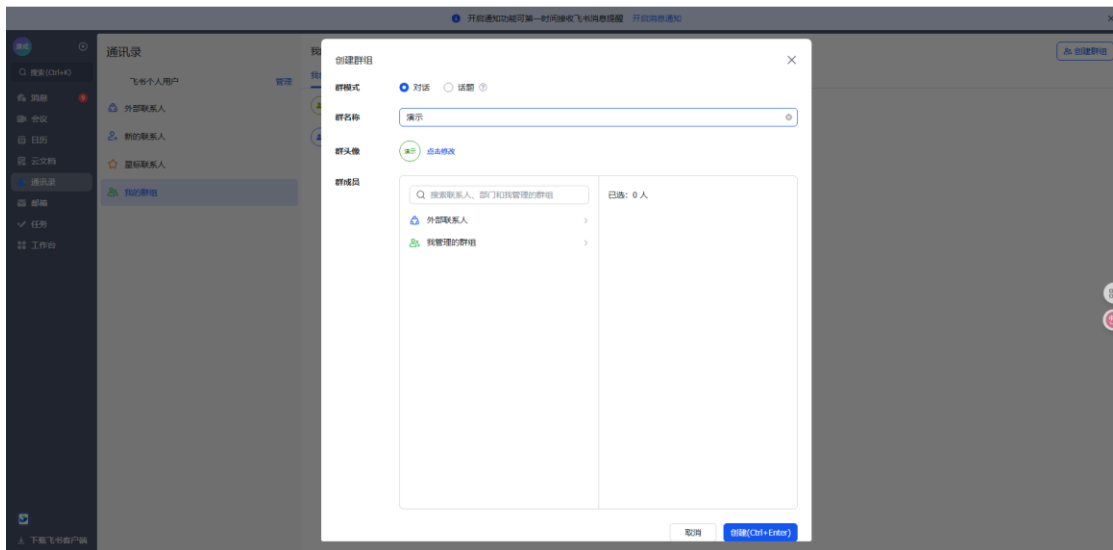 开启通知功能可第一时间接收飞书消息提醒 开启消息通知
搜索(Ctrl+K)
消息
会议
日历
云文档
通讯录
邮箱
任务
工作台
下载飞书客户端
通讯录
飞书个人用户 管理
外部联系人
新的联系人
星标联系人
我的群组
创建群组
创建群组
群模式 对话 话题
群名称 演示
群头像 演示 点击修改
群成员
搜索联系人、部门和我管理的群组
外部联系人
我管理的群组
已选：0 人
取消 创建(Ctrl+Enter)